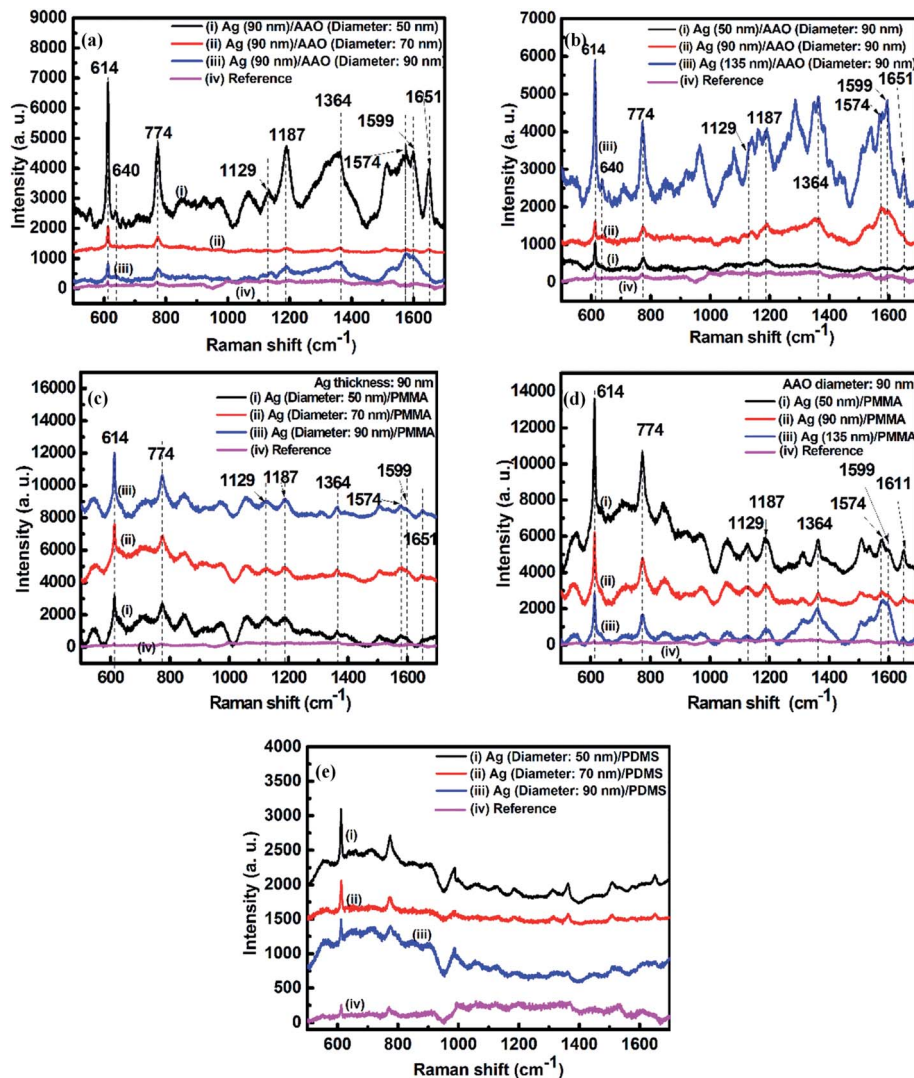 (a)
(i) Ag (90 nm)/AAO (Diameter: 50 nm)
(ii) Ag (90 nm)/AAO (Diameter: 70 nm)
(iii) Ag (90 nm)/AAO (Diameter: 90 nm)
(iv) Reference
614
640
774
1129
1187
1364
1574
1599
1651
(i)
(ii)
(iii)
(iv)
9000
8000
7000
6000
5000
4000
3000
2000
1000
0
Intensity (a. u.)
600 800 1000 1200 1400 1600
Raman shift (cm-1)
(b)
(i) Ag (50 nm)/AAO (Diameter: 90 nm)
(ii) Ag (90 nm)/AAO (Diameter: 90 nm)
(iii) Ag (135 nm)/AAO (Diameter: 90 nm)
(iv) Reference
614
640
774
1129
1187
1364
1574
1599
1651
(iii)
(ii)
(i)
(iv)
7000
6000
5000
4000
3000
2000
1000
0
Intensity (a. u.)
600 800 1000 1200 1400 1600
Raman shift (cm-1)
(c)
Ag thickness: 90 nm
(i) Ag (Diameter: 50 nm)/PMMA
(ii) Ag (Diameter: 70 nm)/PMMA
(iii) Ag (Diameter: 90 nm)/PMMA
(iv) Reference
614
774
1129
1187
1364
1574
1599
1651
(iii)
(ii)
(i)
(iv)
16000
14000
12000
10000
8000
6000
4000
2000
0
Intensity (a. u.)
600 800 1000 1200 1400 1600
Raman shift (cm-1)
(d)
AAO diameter: 90 nm
(i) Ag (50 nm)/PMMA
(ii) Ag (90 nm)/PMMA
(iii) Ag (135 nm)/PMMA
(iv) Reference
614
774
1129
1187
1364
1574
1599
1611
(i)
(ii)
(iii)
(iv)
14000
12000
10000
8000
6000
4000
2000
0
Intensity (a. u.)
600 800 1000 1200 1400 1600
Raman shift (cm-1)
(e)
(i) Ag (Diameter: 50 nm)/PDMS
(ii) Ag (Diameter: 70 nm)/PDMS
(iii) Ag (Diameter: 90 nm)/PDMS
(iv) Reference
(i)
(ii)
(iii)
(iv)
4000
3500
3000
2500
2000
1500
1000
500
0
Intensity (a. u.)
600 800 1000 1200 1400 1600
Raman shift (cm-1)